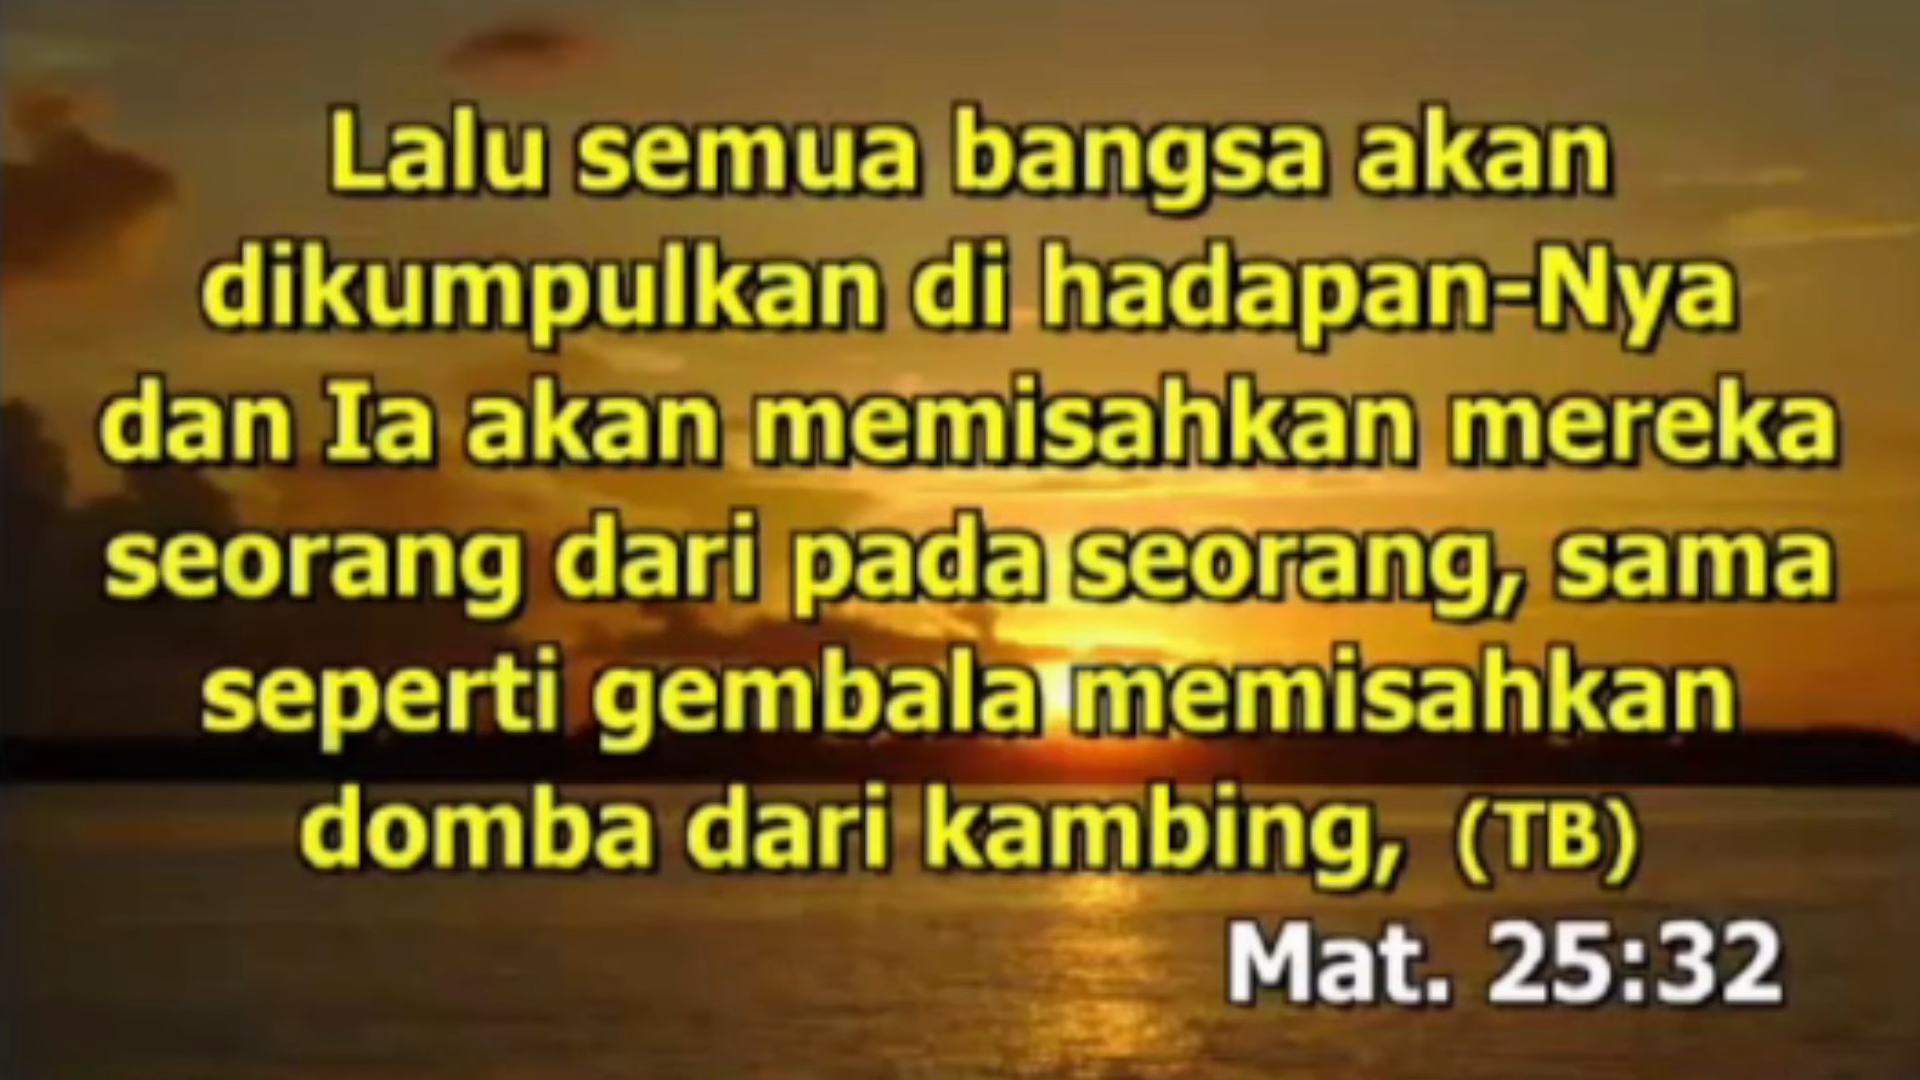 Lalu semua bangsa akan
dikumpulkan di hadapan-Nya
dan Ia akan memisahkan mereka
seorang dari pada seorang, sama
seperti gembala memisahkan
domba dari kambing, (TB)
Mat. 25:32